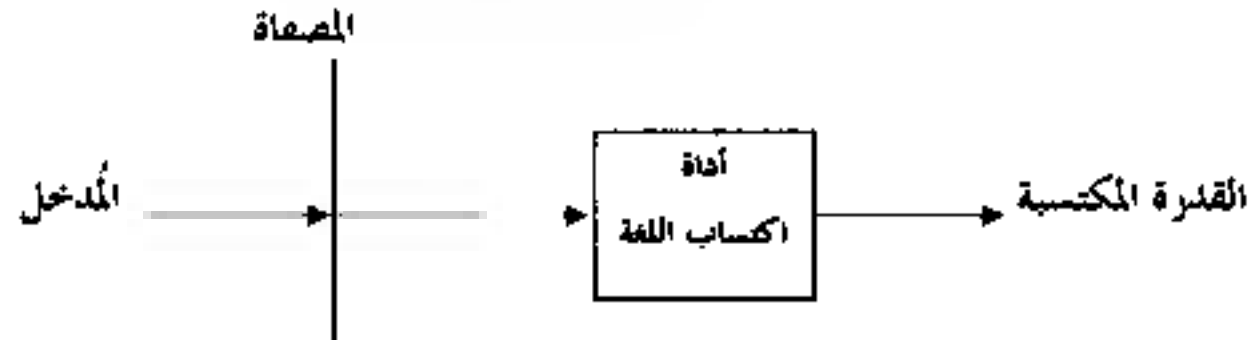 المصفاة
المُدخل
أداة
اكتساب اللغة
القدرة المكتسبة